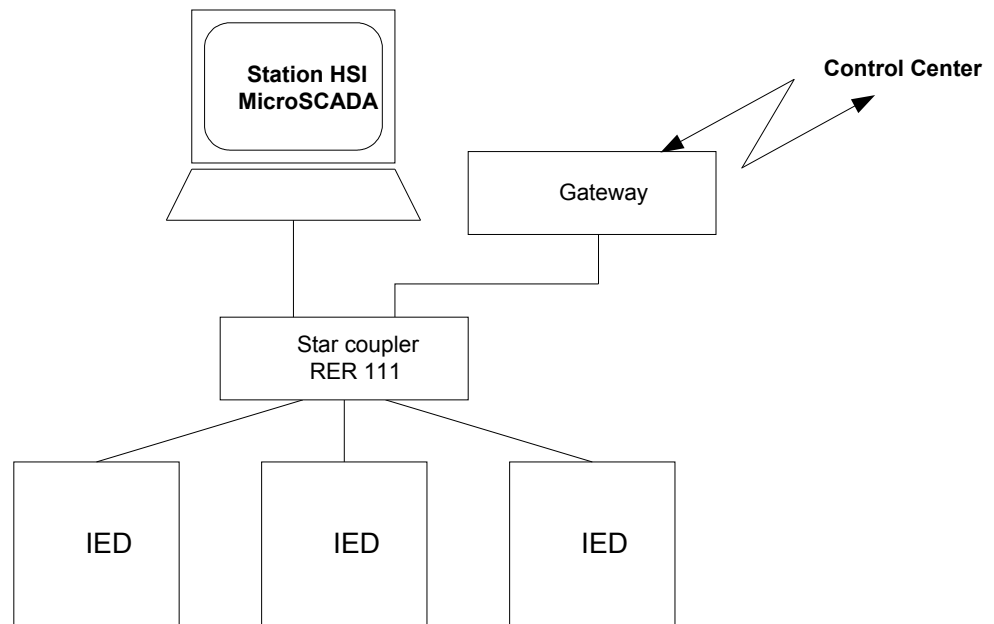 Station HSI
MicroSCADA
Control Center
Gateway
Star coupler
RER 111
IED
IED
IED